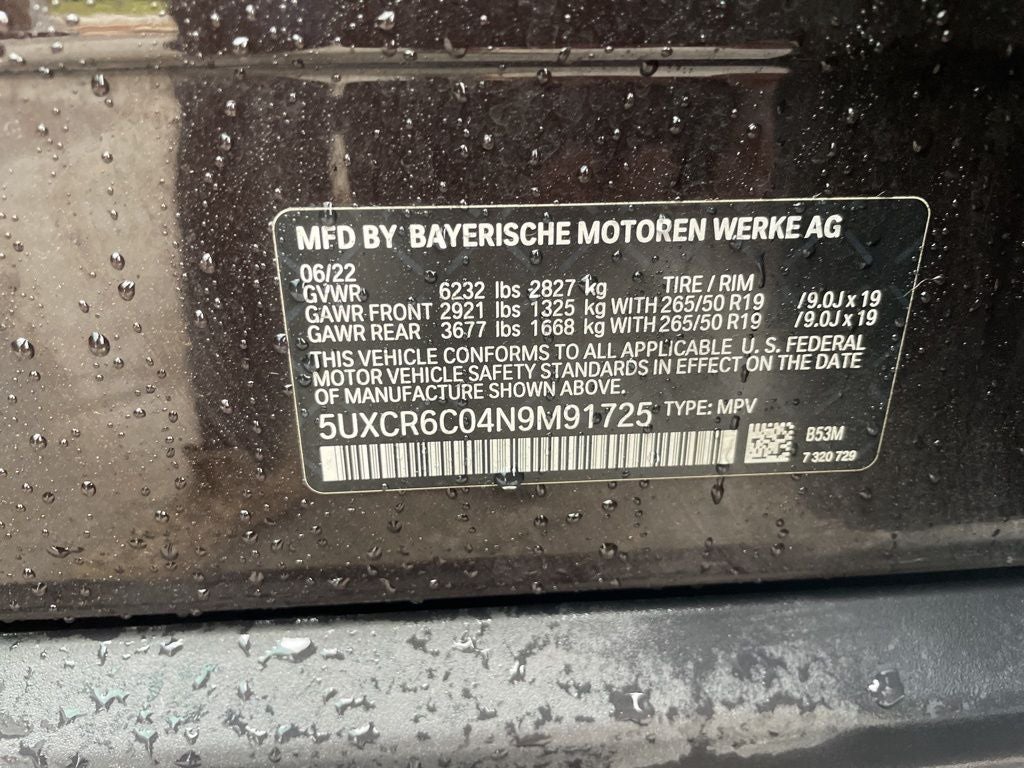 MFD BY BAYERISCHE MOTOREN WERKE AG
06/22
GVWR 6232 lbs 2827 kg TIRE / RIM
GAWR FRONT 2921 lbs 1325 kg WITH 265/50 R19 /9.0J x 19
GAWR REAR 3677 lbs 1668 kg WITH 265/50 R19 /9.0J x 19
THIS VEHICLE CONFORMS TO ALL APPLICABLE U. S. FEDERAL
MOTOR VEHICLE SAFETY STANDARDS IN EFFECT ON THE DATE
OF MANUFACTURE SHOWN ABOVE.
5UXCR6C04N9M91725 TYPE: MPV
B53M
7 320 729